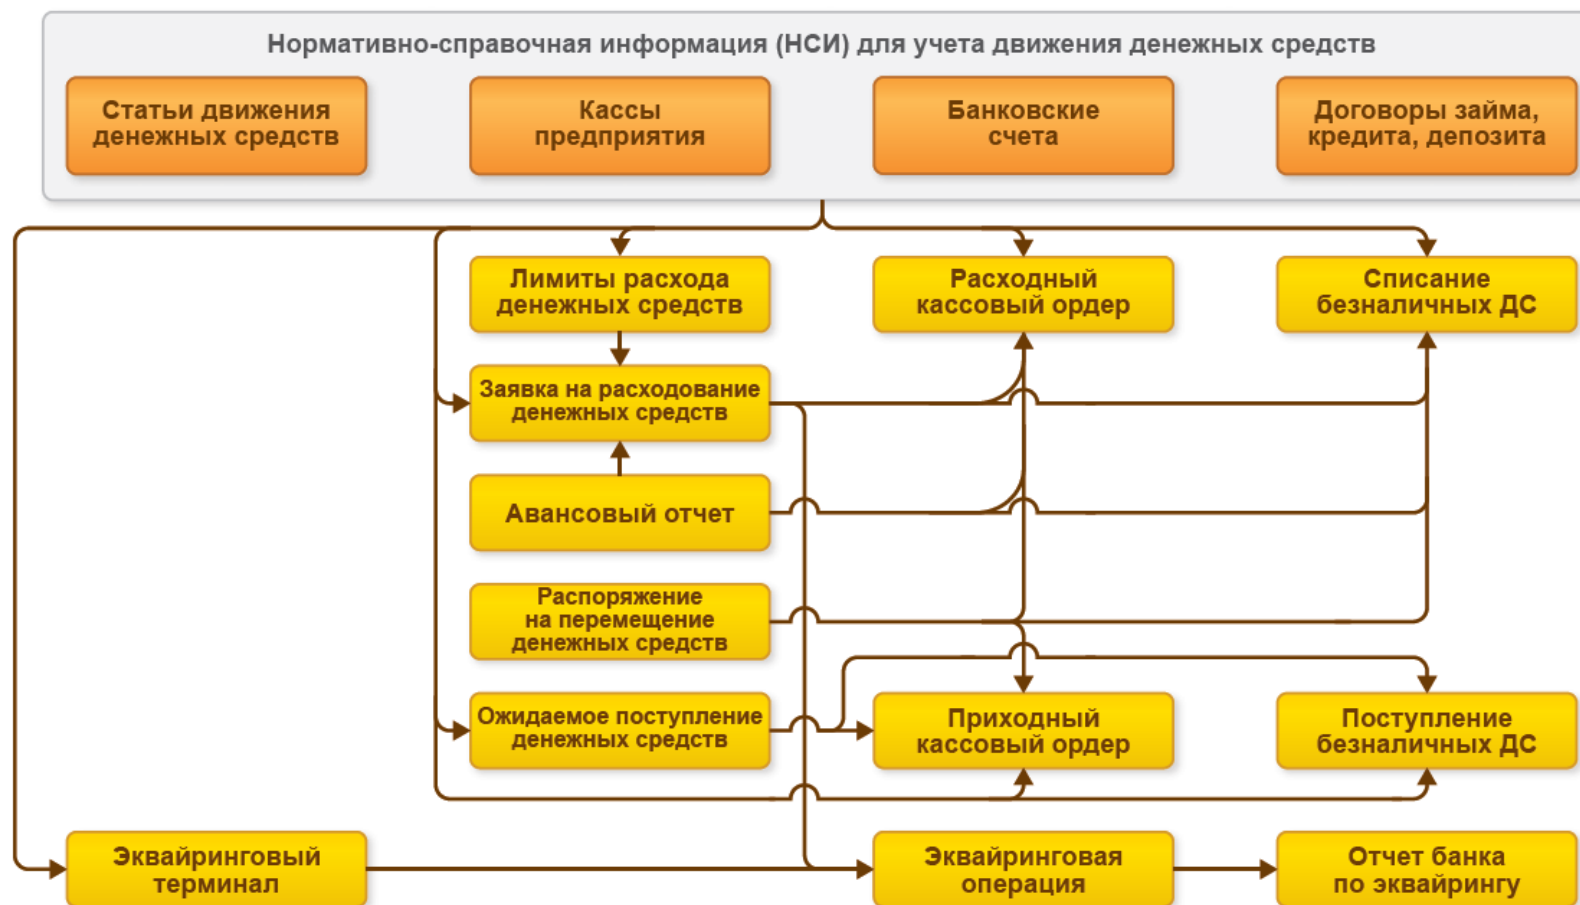 Нормативно-справочная информация (НСИ) для учета движения денежных средств
Статьи движения
денежных средств
Кассы
предприятия
Банковские
счета
Договоры займа,
кредита, депозита
Лимиты расхода
денежных средств
Расходный
кассовый ордер
Списание
безналичных ДС
Заявка на расходование
денежных средств
Авансовый отчет
Распоряжение
на перемещение
денежных средств
Ожидаемое поступление
денежных средств
Приходный
кассовый ордер
Поступление
безналичных ДС
Эквайринговый
терминал
Эквайринговая
операция
Отчет банка
по эквайрингу